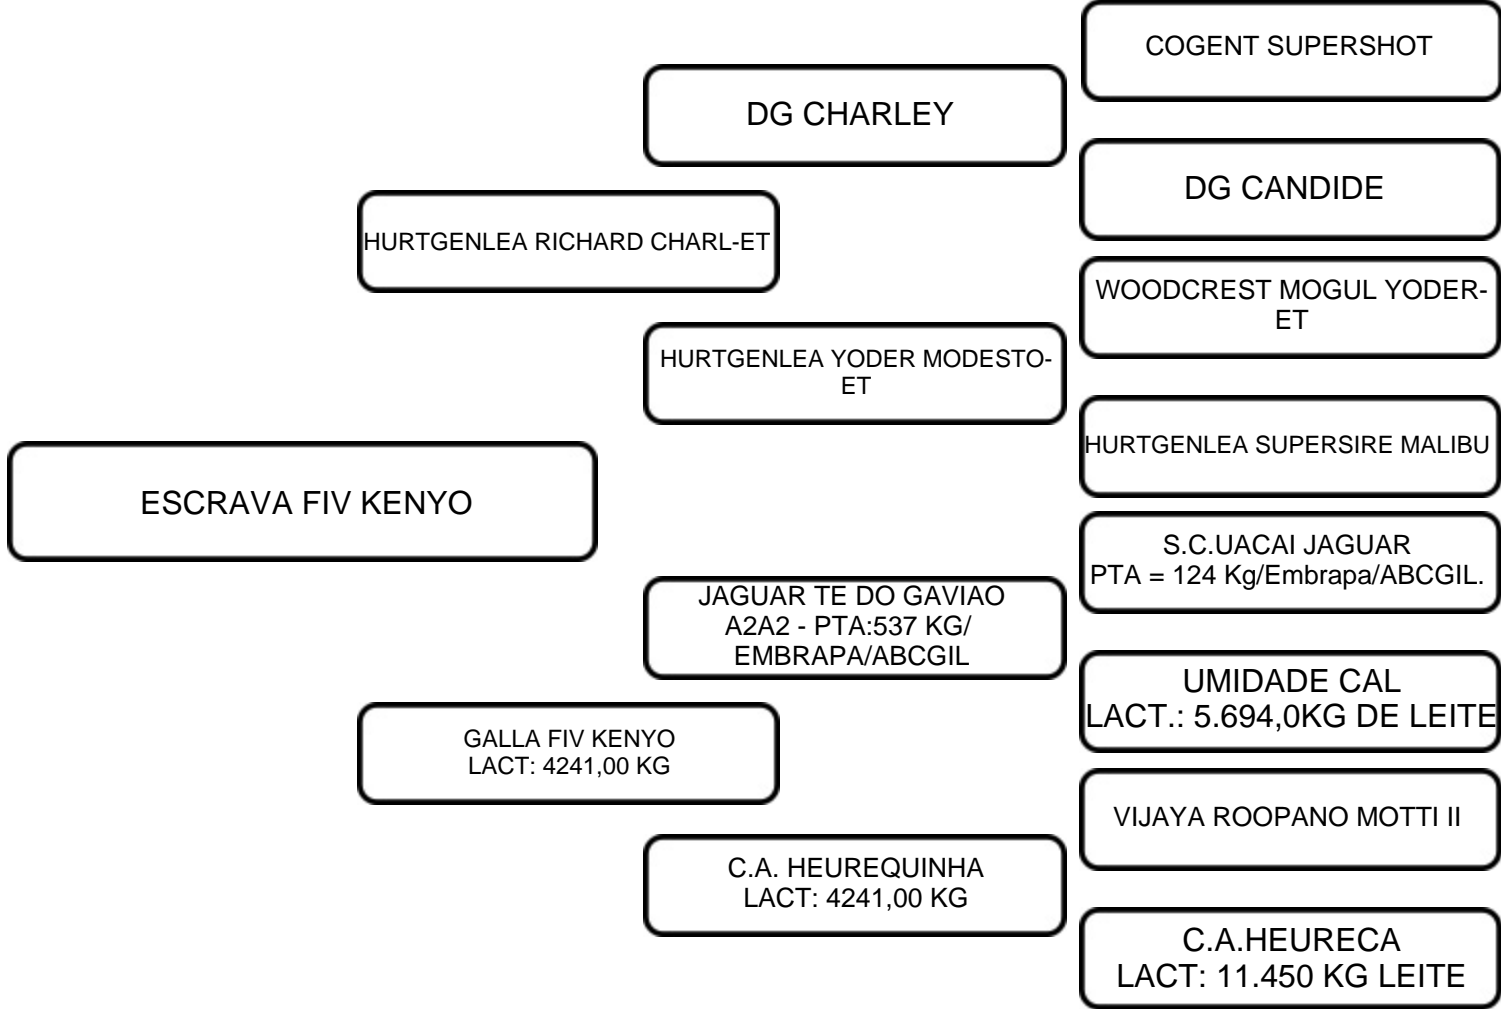 COGENT SUPERSHOT
DG CHARLEY
DG CANDIDE
HURTGENLEA RICHARD CHARL-ET
WOODCREST MOGUL YODER-
ET
HURTGENLEA YODER MODESTO-
ET
HURTGENLEA SUPERSIRE MALIBU
ESCRAVA FIV KENYO
S.C.UACAI JAGUAR
PTA = 124 Kg/Embrapa/ABCGIL.
JAGUAR TE DO GAVIAO
A2A2 - PTA:537 KG/
EMBRAPA/ABCGIL
UMIDADE CAL
LACT.: 5.694,0KG DE LEITE
GALLA FIV KENYO
LACT: 4241,00 KG
VIJAYA ROOPANO MOTTI II
C.A. HEUREQUINHA
LACT: 4241,00 KG
C.A.HEURECA
LACT: 11.450 KG LEITE